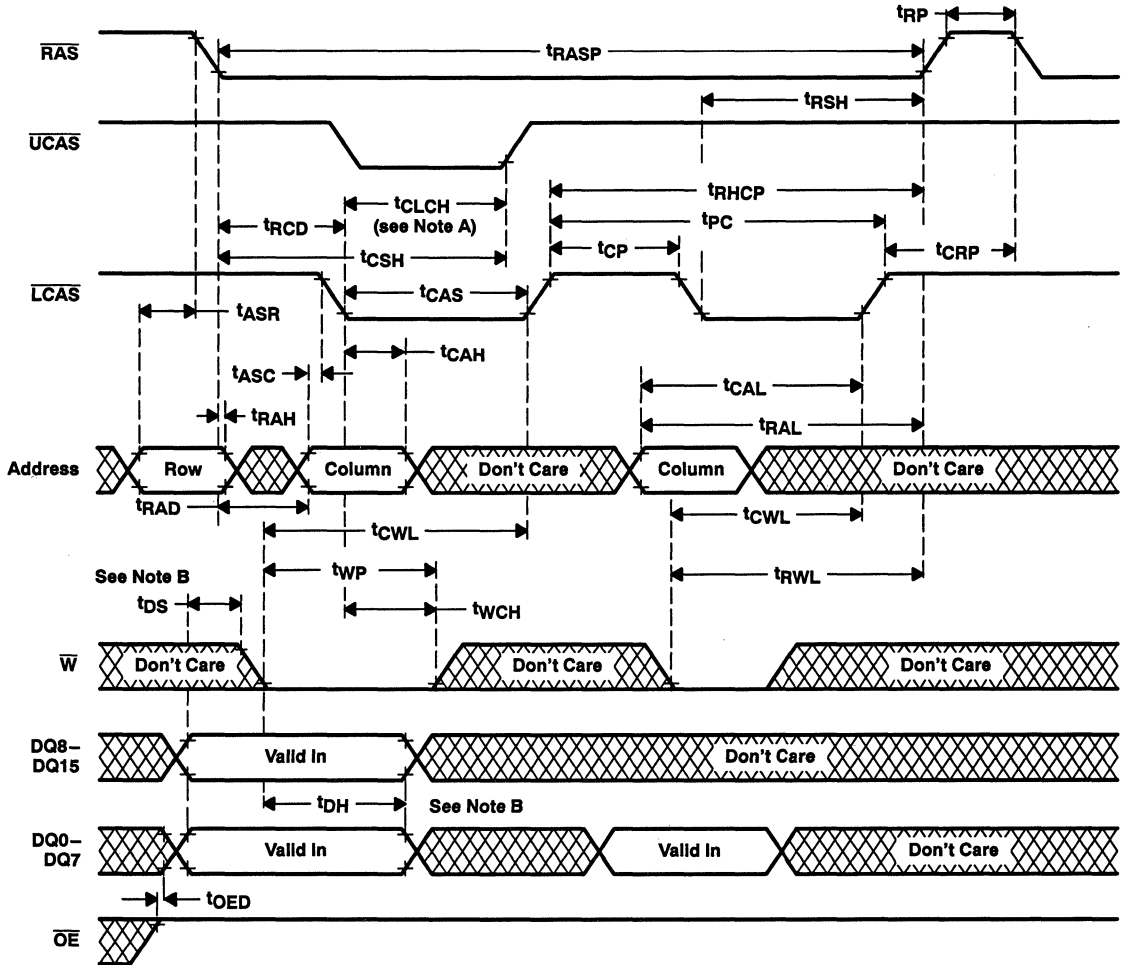 tRP
RAS
tRASP
tRSH
UCAS
tRHCP
tCLCH
(see Note A)
tRCD
tPC
tCSH
tCP
tCRP
LCAS
tCAS
tASR
tCAH
tASC
tCAL
tRAH
tRAL
Address
Row
Column
Don't Care
Column
Don't Care
tRAD
tCWL
tCWL
tWP
tRWL
See Note B
tDS
tWCH
W
Don't Care
Don't Care
Don't Care
DQ8–
DQ15
Valid In
Don't Care
tDH
See Note B
DQ0–
DQ7
Valid In
Valid In
Don't Care
tOED
OE